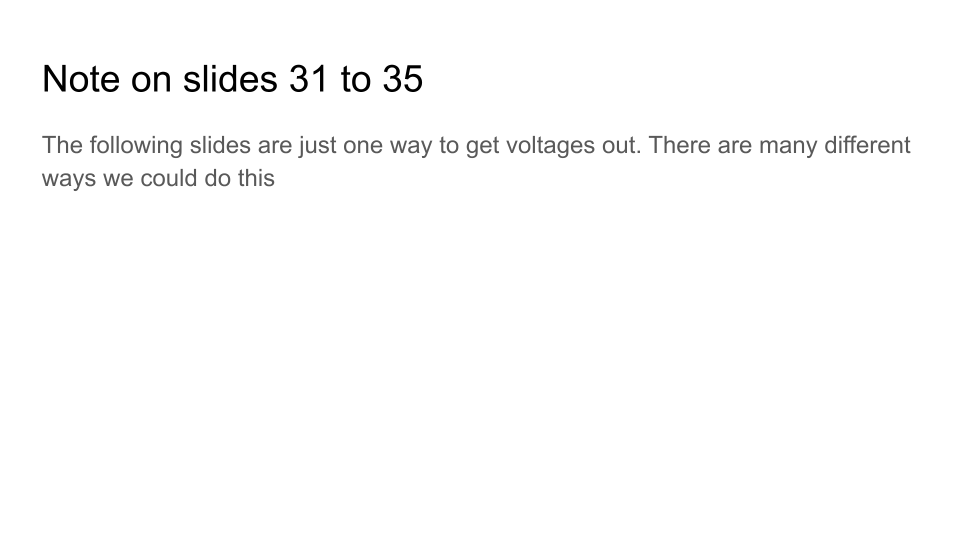 Note on slides 31 to 35
The following slides are just one way to get voltages out. There are many different
ways we could do this